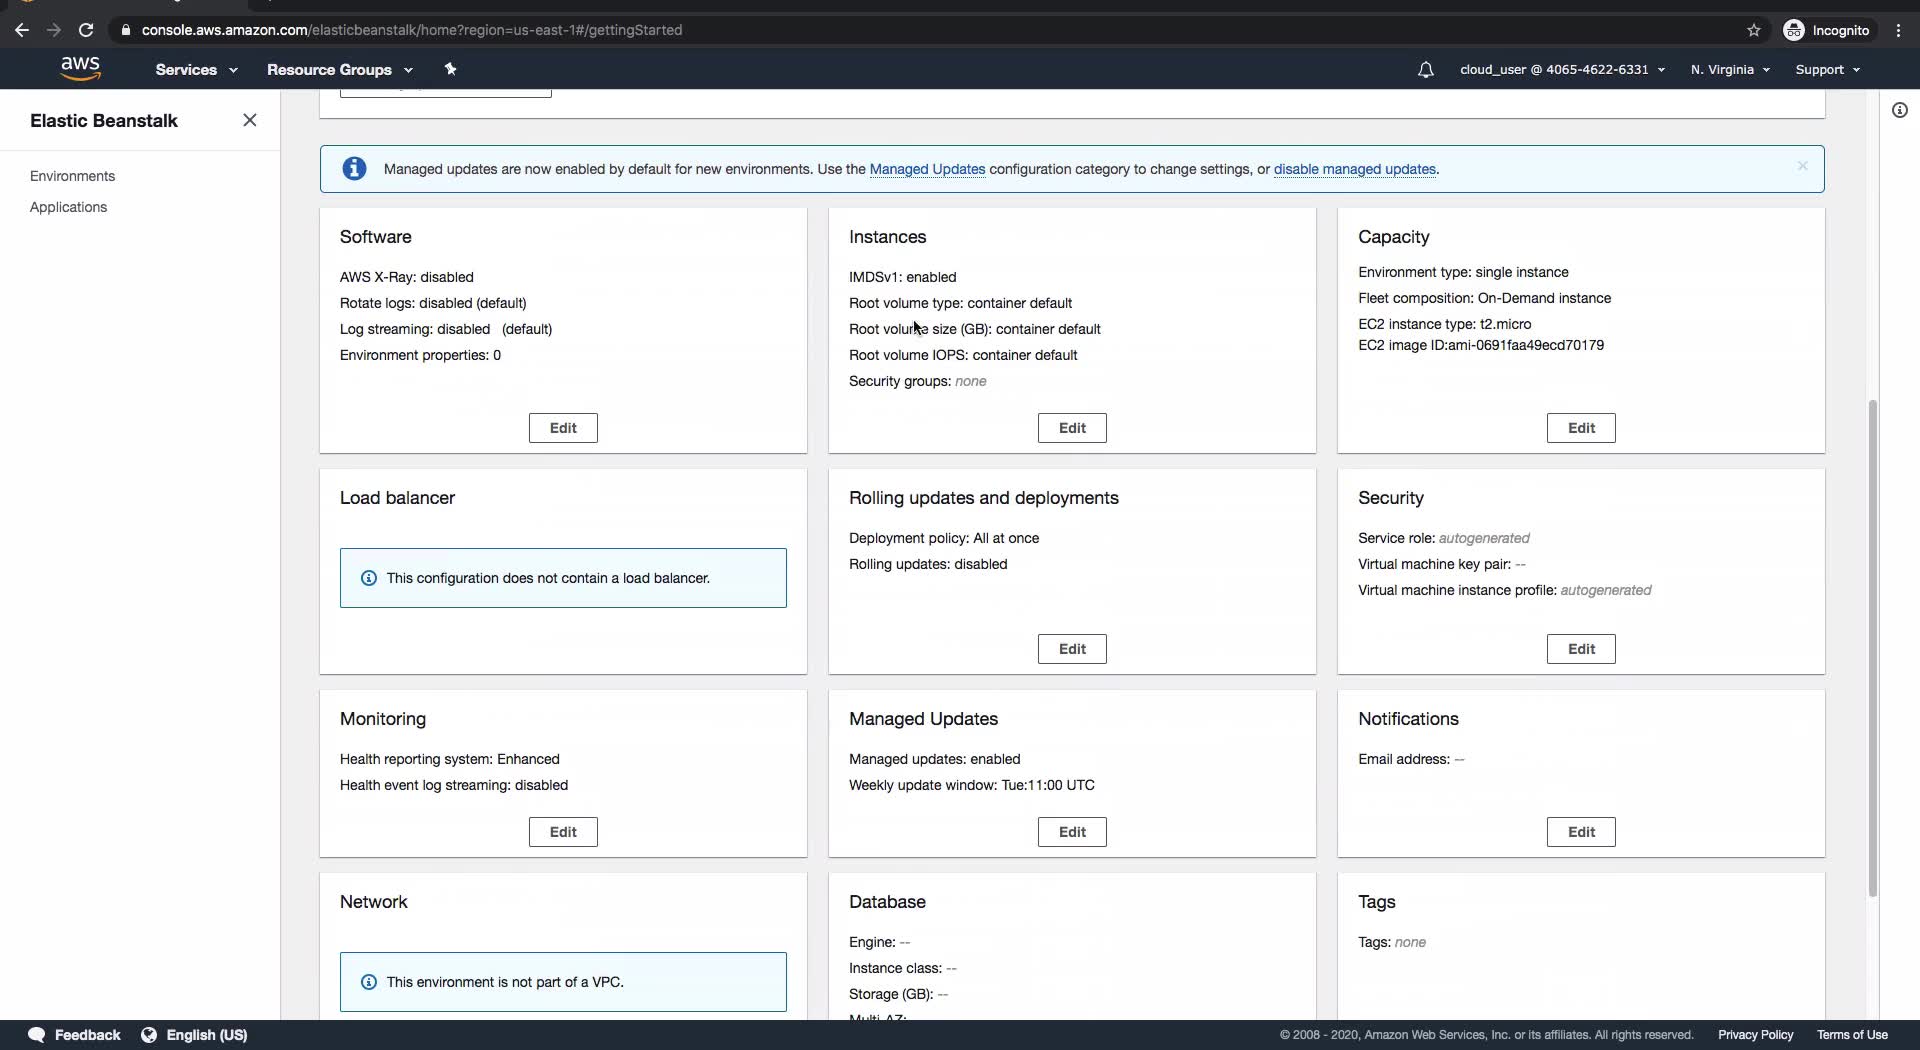 console.aws.amazon.com/elasticbeanstalk/home?region=us-east-1#/gettingStarted
Incognito
aws
Services
Resource Groups
cloud_user @ 4065-4622-6331
N. Virginia
Support
Elastic Beanstalk
Environments
Applications
Managed updates are now enabled by default for new environments. Use the Managed Updates configuration category to change settings, or disable managed updates.
Software
AWS X-Ray: disabled
Rotate logs: disabled (default)
Log streaming: disabled (default)
Environment properties: 0
Edit
Instances
IMDSv1: enabled
Root volume type: container default
Root volume size (GB): container default
Root volume IOPS: container default
Security groups: none
Edit
Capacity
Environment type: single instance
Fleet composition: On-Demand instance
EC2 instance type: t2.micro
EC2 image ID:ami-0691faa49ecd70179
Edit
Load balancer
This configuration does not contain a load balancer.
Rolling updates and deployments
Deployment policy: All at once
Rolling updates: disabled
Edit
Security
Service role: autogenerated
Virtual machine key pair: --
Virtual machine instance profile: autogenerated
Edit
Monitoring
Health reporting system: Enhanced
Health event log streaming: disabled
Edit
Managed Updates
Managed updates: enabled
Weekly update window: Tue:11:00 UTC
Edit
Notifications
Email address: --
Edit
Network
This environment is not part of a VPC.
Database
Engine: --
Instance class: --
Storage (GB): --
Multi-AZ:
Tags
Tags: none
Feedback
English (US)
© 2008 - 2020, Amazon Web Services, Inc. or its affiliates. All rights reserved.
Privacy Policy
Terms of Use